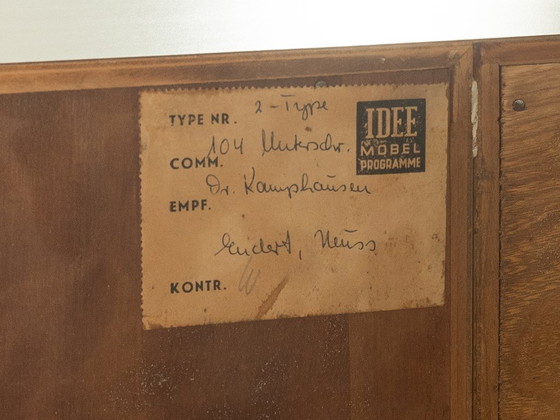 TYPE NR. 2-Type
104 Unterschr.
COMM.
Dr. Kamphausen
EMPF.
Endert, Neuss
KONTR.
IDEE
MÖBEL
PROGRAMME